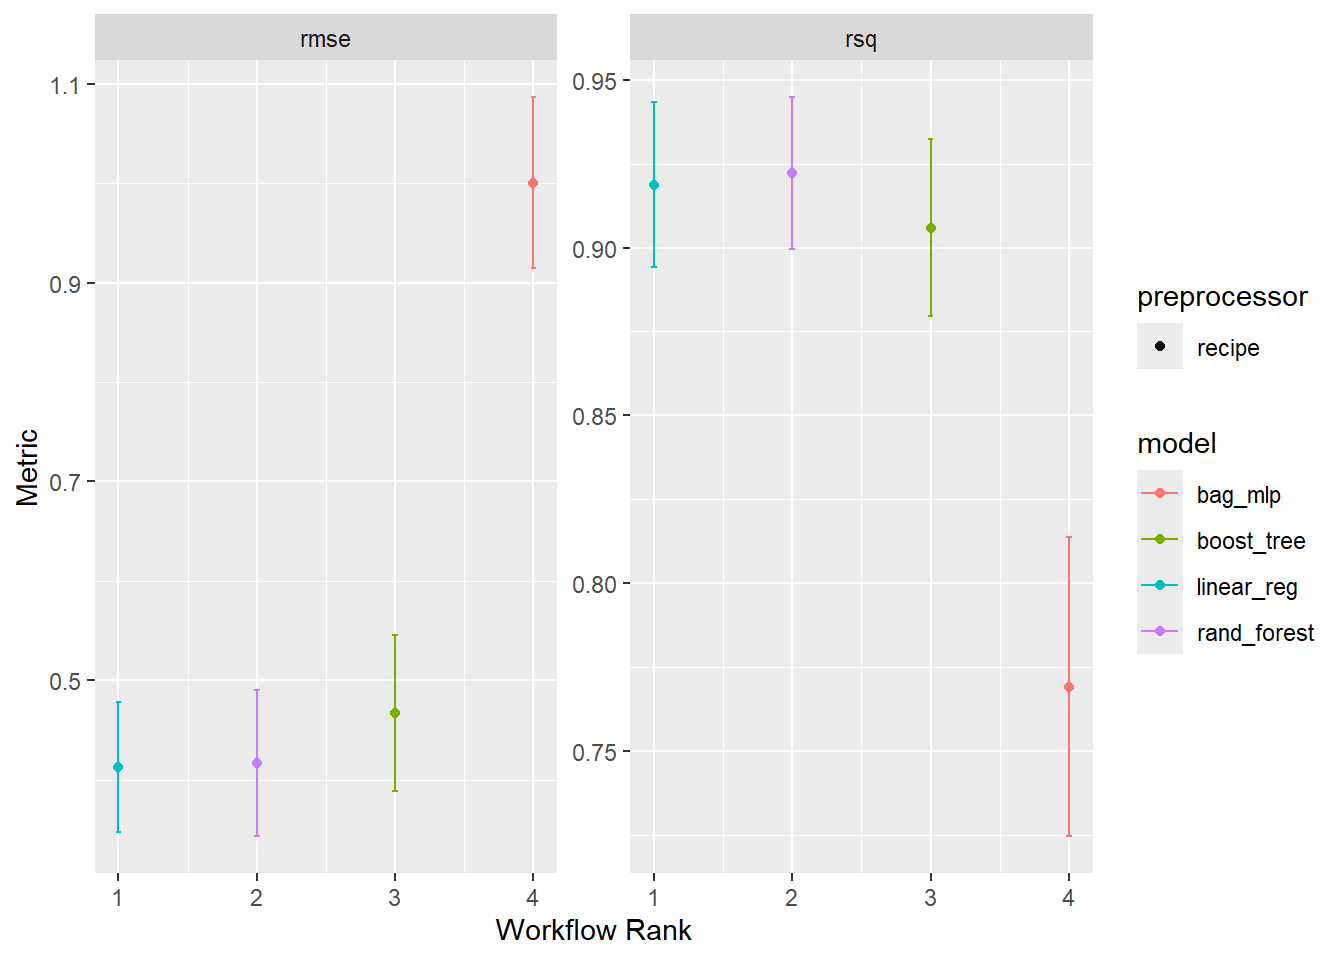 rmse
rsq
1.1
0.9
0.7
0.5
0.95
0.90
0.85
0.80
0.75
Metric
1 2 3 4
1 2 3 4
Workflow Rank
preprocessor
recipe
model
bag_mlp
boost_tree
linear_reg
rand_forest